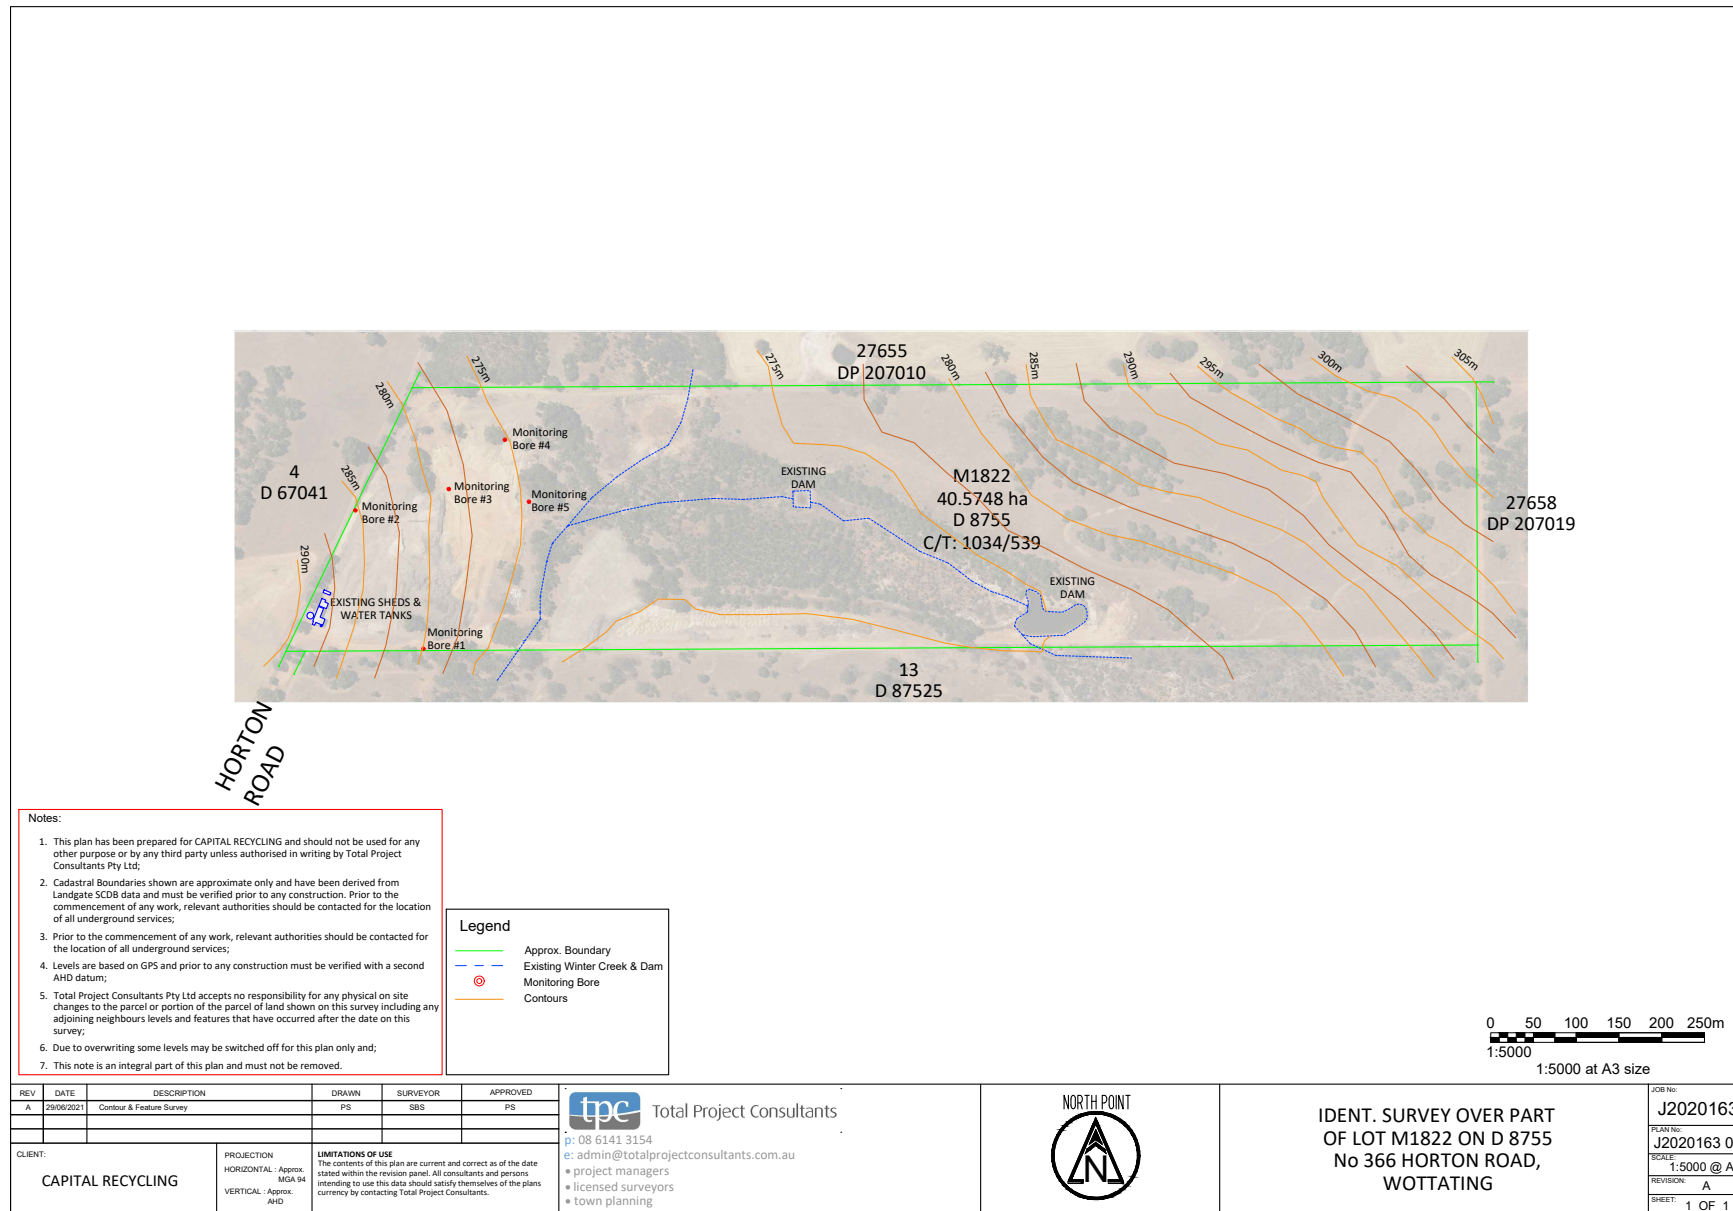 27655
DP 207010
275m
275m
280m
285m
290m
295m
300m
305m
280m
285m
290m
4
D 67041
Monitoring
Bore #4
Monitoring
Bore #3
Monitoring
Bore #5
Monitoring
Bore #2
EXISTING
DAM
M1822
40.5748 ha
D 8755
C/T: 1034/539
27658
DP 207019
EXISTING SHEDS &
WATER TANKS
EXISTING
DAM
Monitoring
Bore #1
13
D 87525
HORTON
ROAD
Notes:
1. This plan has been prepared for CAPITAL RECYCLING and should not be used for any
other purpose or by any third party unless authorised in writing by Total Project
Consultants Pty Ltd;
2. Cadastral Boundaries shown are approximate only and have been derived from
Landgate SCDB data and must be verified prior to any construction. Prior to the
commencement of any work, relevant authorities should be contacted for the location
of all underground services;
3. Prior to the commencement of any work, relevant authorities should be contacted for
the location of all underground services;
4. Levels are based on GPS and prior to any construction must be verified with a second
AHD datum;
5. Total Project Consultants Pty Ltd accepts no responsibility for any physical on site
changes to the parcel or portion of the parcel of land shown on this survey including any
adjoining neighbours levels and features that have occurred after the date on this
survey;
6. Due to overwriting some levels may be switched off for this plan only and;
7. This note is an integral part of this plan and must not be removed.
Legend
Approx. Boundary
Existing Winter Creek & Dam
Monitoring Bore
Contours
0 50 100 150 200 250m
1:5000
1:5000 at A3 size
REV DATE DESCRIPTION DRAWN SURVEYOR APPROVED
A 29/06/2021 Contour & Feature Survey PS SBS PS
CLIENT:
CAPITAL RECYCLING
PROJECTION
HORIZONTAL : Approx.
MGA 94
VERTICAL : Approx.
AHD
LIMITATIONS OF USE
The contents of this plan are current and correct as of the date
stated within the revision panel. All consultants and persons
intending to use this data should satisfy themselves of the plans
currency by contacting Total Project Consultants.
tpc Total Project Consultants
p: 08 6141 3154
e: admin@totalprojectconsultants.com.au
• project managers
• licensed surveyors
• town planning
NORTH POINT
N
IDENT. SURVEY OVER PART
OF LOT M1822 ON D 8755
No 366 HORTON ROAD,
WOTTATING
JOB No:
J2020163
PLAN No:
J2020163 0
SCALE:
1:5000 @ A
REVISION:
A
SHEET:
1 OF 1